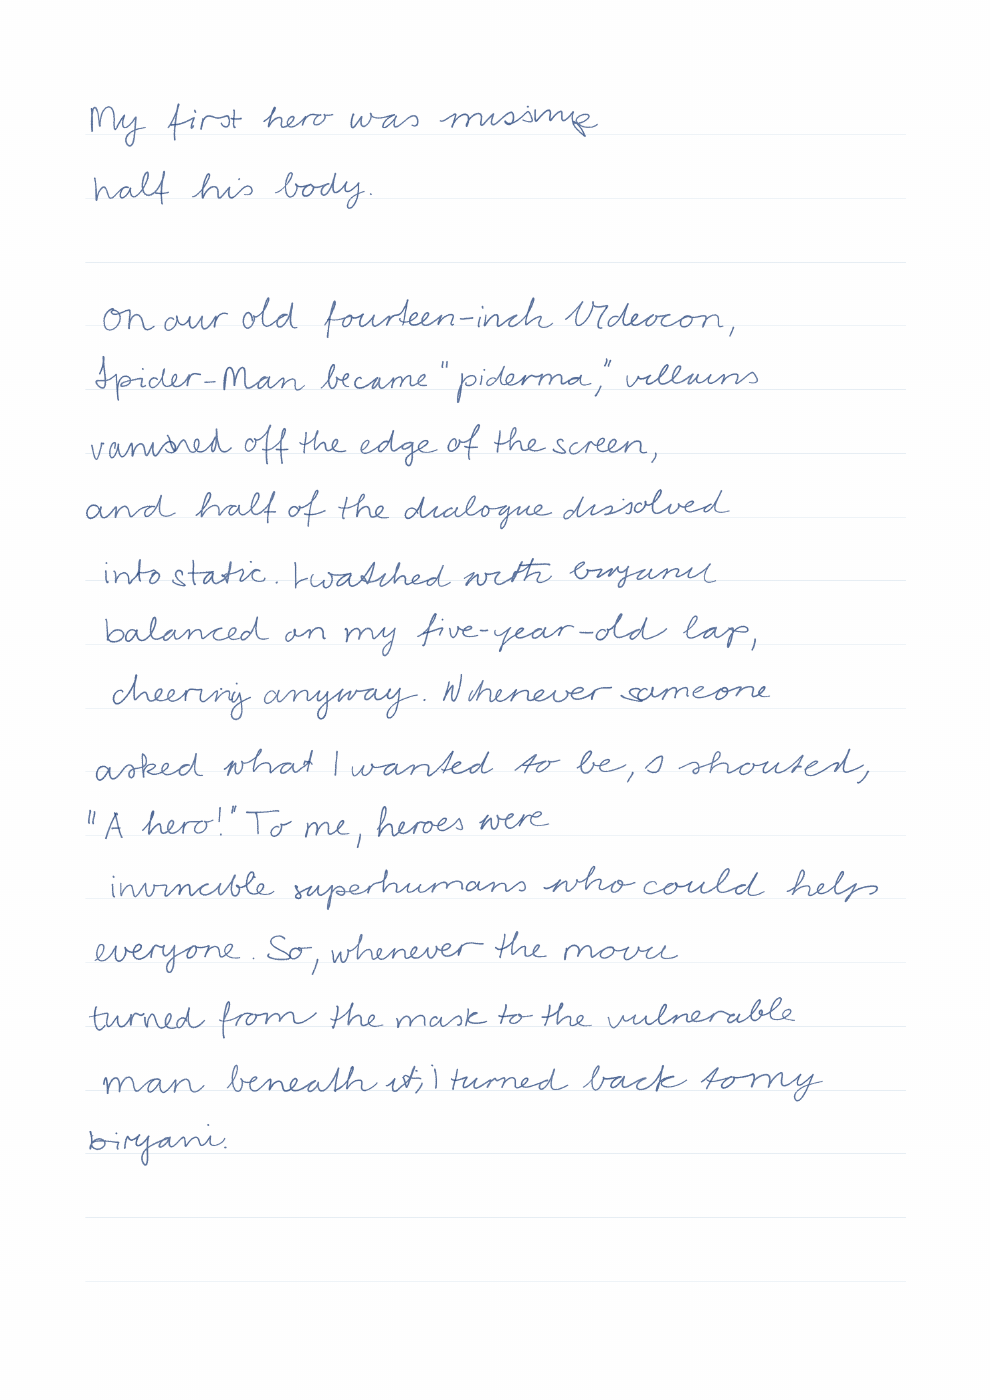 My first hero was missing
half his body.
On our old fourteen-inch Videocon,
Spider-Man became "piderma," villains
vanished off the edge of the screen,
and half of the dialogue dissolved
into static. I watched with biryani
balanced on my five-year-old lap,
cheering anyway. Whenever someone
asked what I wanted to be, I shouted,
"A hero!" To me, heroes were
invincible superhumans who could help
everyone. So, whenever the movie
turned from the mask to the vulnerable
man beneath it, I turned back to my
biryani.